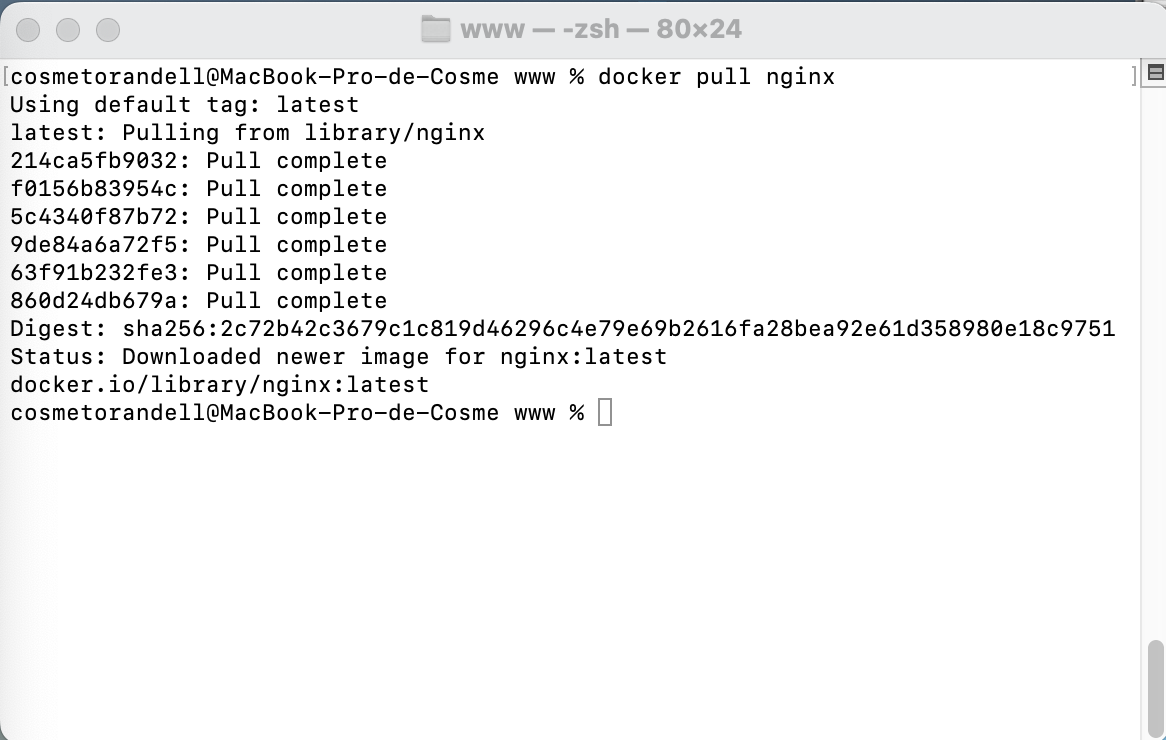 www — -zsh — 80×24
[cosmetorandell@MacBook-Pro-de-Cosme www % docker pull nginx ]
Using default tag: latest
latest: Pulling from library/nginx
214ca5fb9032: Pull complete
f0156b83954c: Pull complete
5c4340f87b72: Pull complete
9de84a6a72f5: Pull complete
63f91b232fe3: Pull complete
860d24db679a: Pull complete
Digest: sha256:2c72b42c3679c1c819d46296c4e79e69b2616fa28bea92e61d358980e18c9751
Status: Downloaded newer image for nginx:latest
docker.io/library/nginx:latest
cosmetorandell@MacBook-Pro-de-Cosme www %